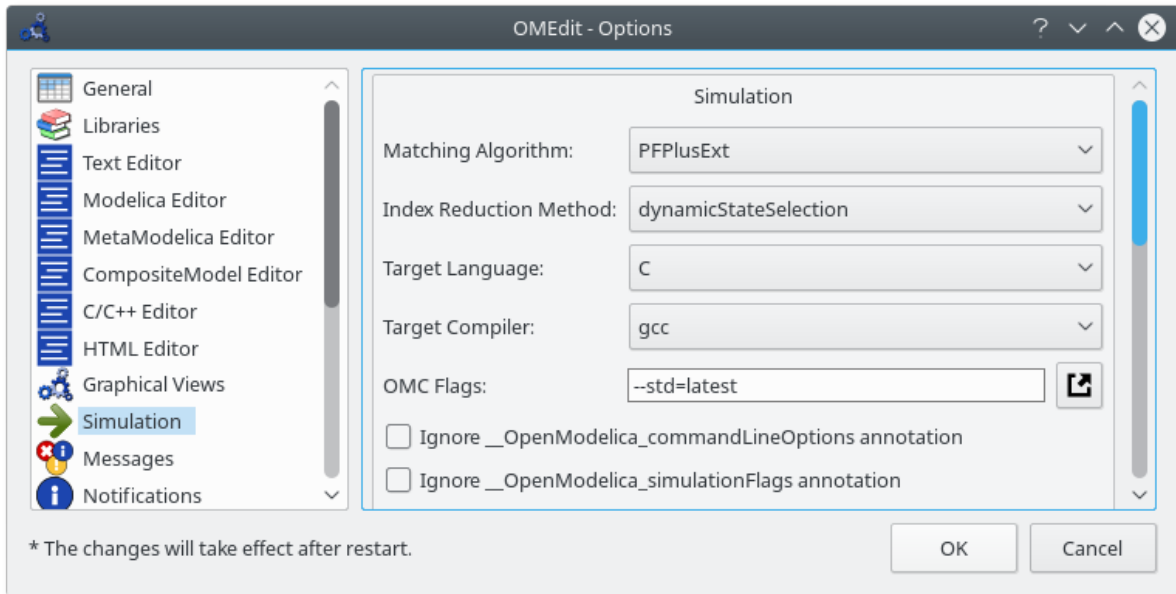 OMEdit - Options
General
Libraries
Text Editor
Modelica Editor
MetaModelica Editor
CompositeModel Editor
C/C++ Editor
HTML Editor
Graphical Views
Simulation
Messages
Notifications
Simulation
Matching Algorithm: PFPlusExt
Index Reduction Method: dynamicStateSelection
Target Language: C
Target Compiler: gcc
OMC Flags: --std=latest
Ignore __OpenModelica_commandLineOptions annotation
Ignore __OpenModelica_simulationFlags annotation
* The changes will take effect after restart.
OK Cancel